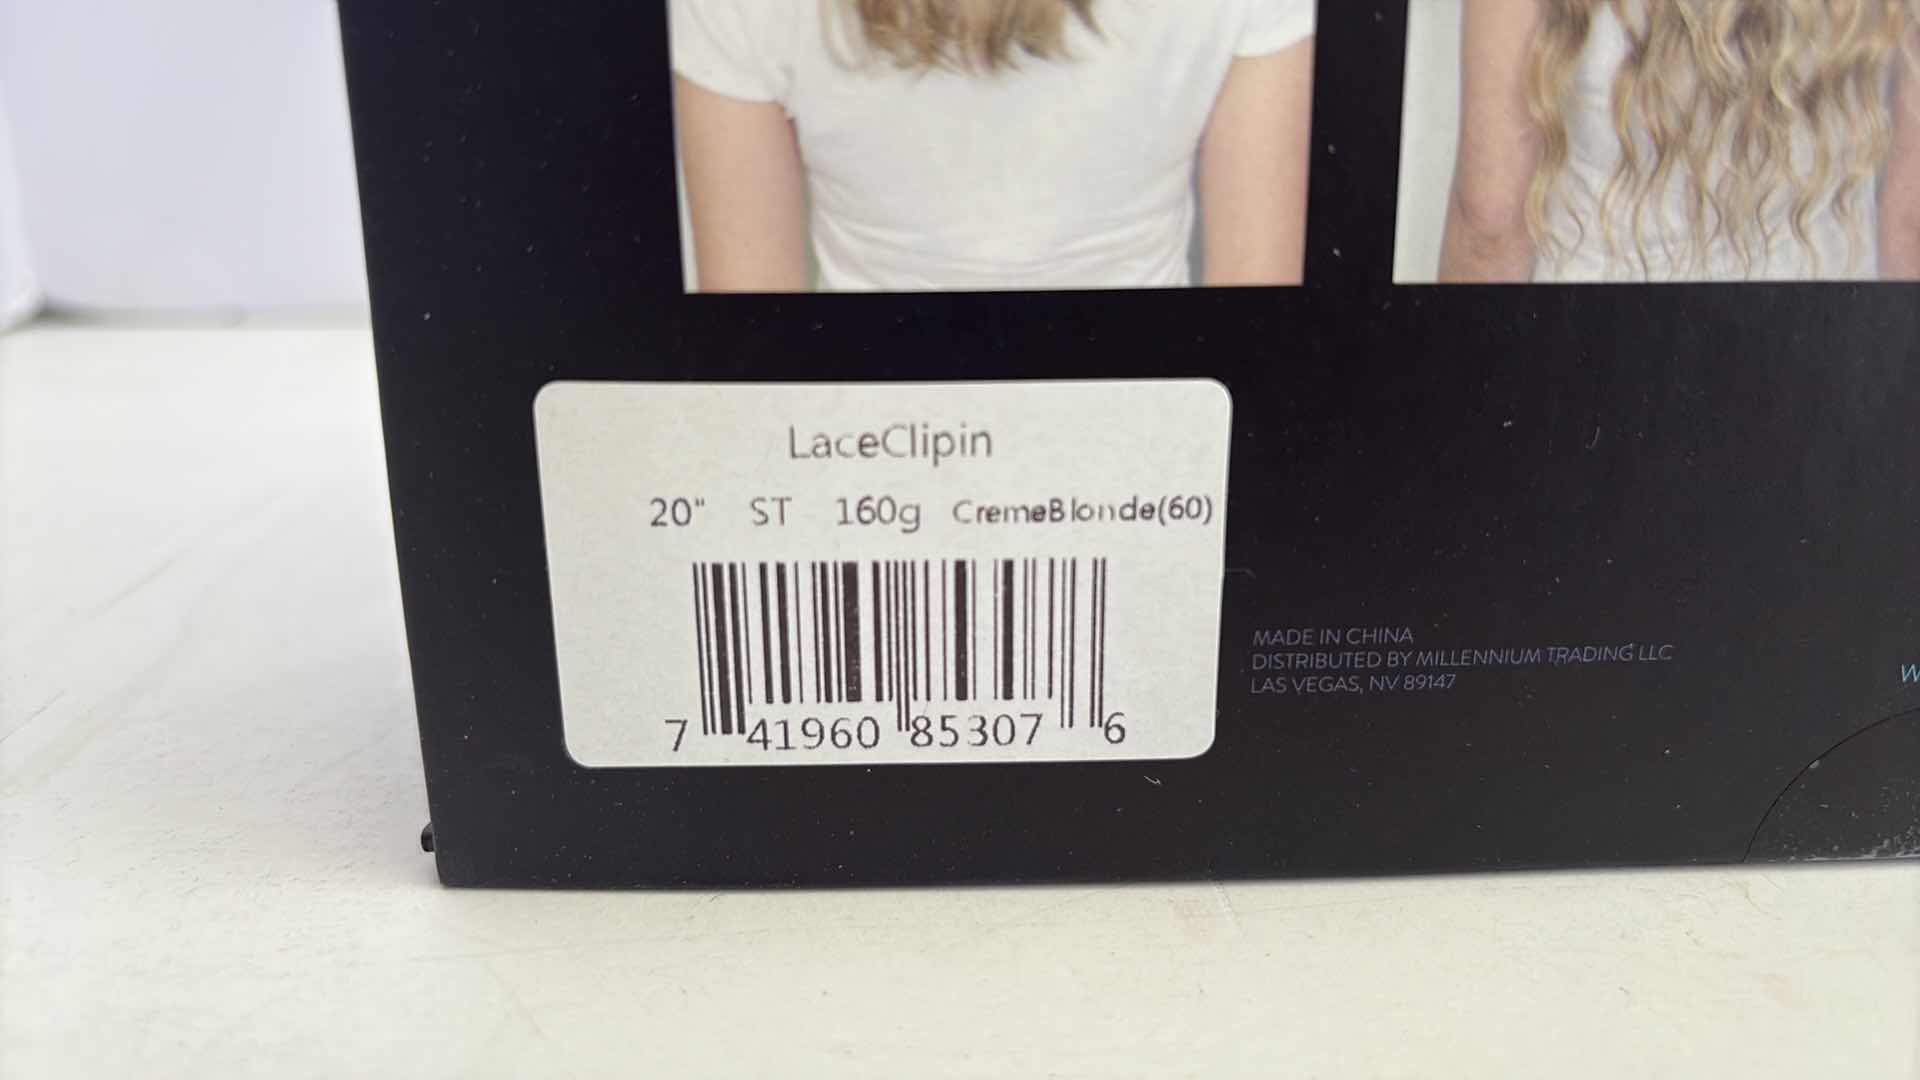 LaceClipin
20" ST 160g CremeBlonde(60)
7 41960 85307 6
MADE IN CHINA
DISTRIBUTED BY MILLENNIUM TRADING LLC
LAS VEGAS, NV 89147